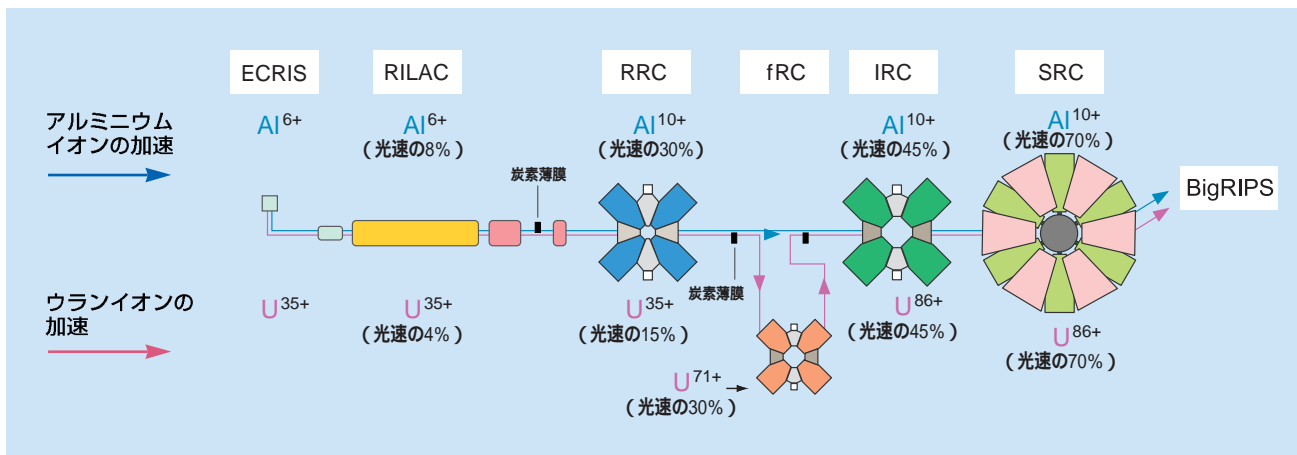 ECRIS RILAC RRC fRC IRC SRC
アルミニウム
イオンの加速
Al6+ Al6+ Al10+ Al10+ Al10+
（光速の8%） （光速の30%） （光速の45%） （光速の70%）
炭素薄膜
BigRIPS
炭素薄膜
ウランイオンの
加速
U35+ U35+ U35+ U86+ U86+
（光速の4%） （光速の15%） （光速の45%） （光速の70%）
U71+
（光速の30%）